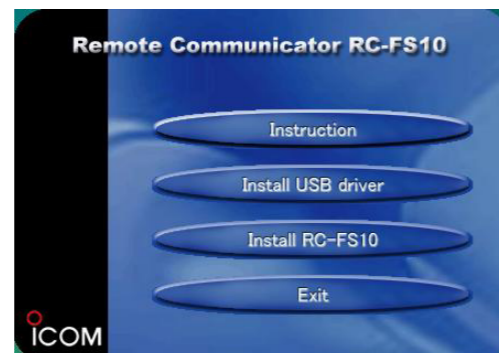 Remote Communicator RC-FS10
Instruction
Install USB driver
Install RC-FS10
Exit
ICOM